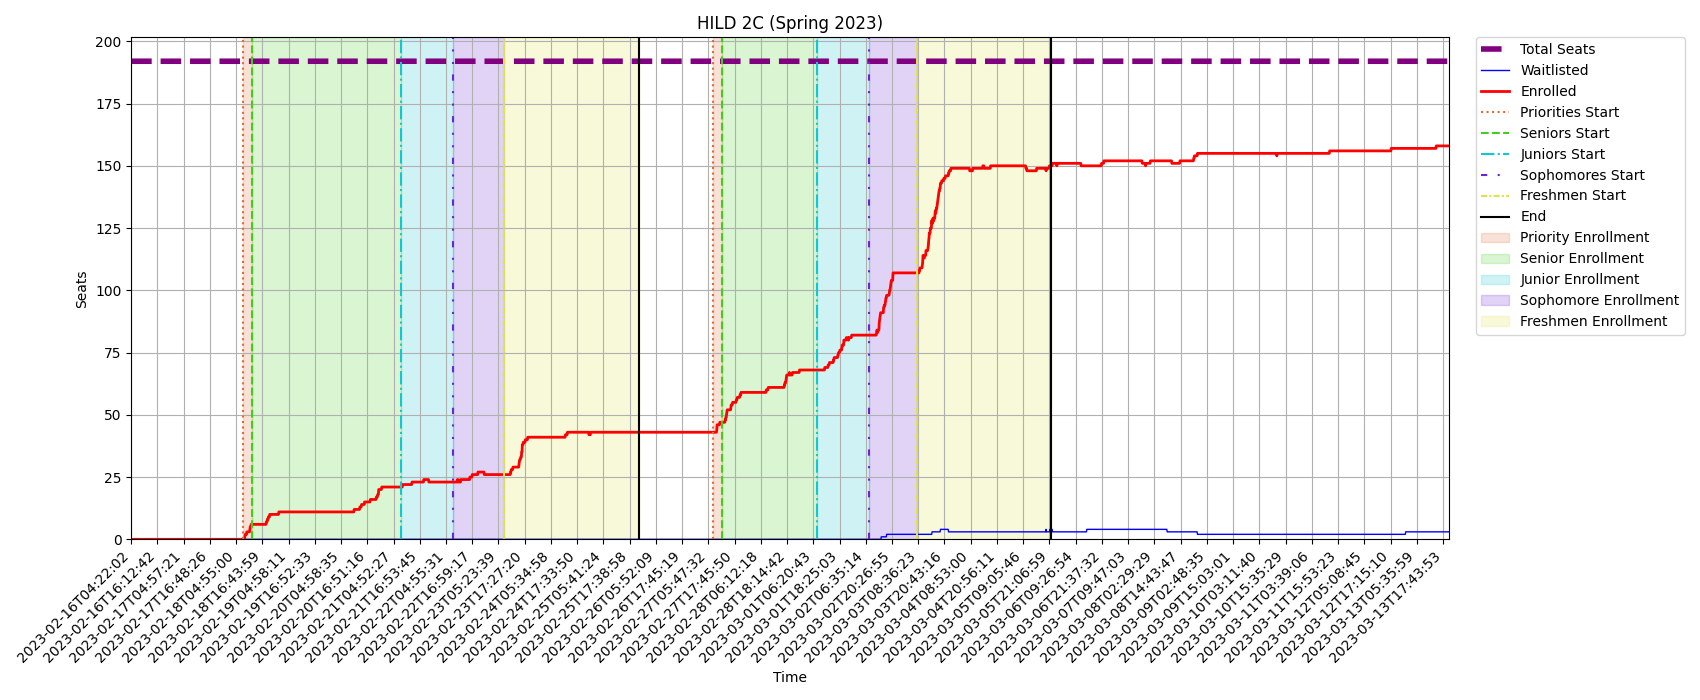 HILD 2C (Spring 2023)
Seats
200
175
150
125
100
75
50
25
0
2023-02-16T04:22:02
2023-02-16T16:12:42
2023-02-17T04:57:21
2023-02-17T16:48:26
2023-02-18T04:55:00
2023-02-18T16:43:59
2023-02-19T04:58:11
2023-02-19T16:52:33
2023-02-20T04:58:35
2023-02-20T16:51:16
2023-02-21T04:52:27
2023-02-21T16:53:45
2023-02-22T04:55:31
2023-02-22T16:59:17
2023-02-23T05:23:39
2023-02-23T17:27:20
2023-02-24T05:34:58
2023-02-24T17:33:50
2023-02-25T05:41:24
2023-02-25T17:38:58
2023-02-26T05:52:09
2023-02-26T17:45:19
2023-02-27T05:47:32
2023-02-27T17:45:50
2023-02-28T06:12:18
2023-02-28T18:14:42
2023-03-01T06:20:43
2023-03-01T18:25:03
2023-03-02T06:35:14
2023-03-02T20:26:55
2023-03-03T08:36:23
2023-03-03T20:43:16
2023-03-04T08:53:00
2023-03-04T20:56:11
2023-03-05T09:05:46
2023-03-05T21:06:59
2023-03-06T09:26:54
2023-03-06T21:37:32
2023-03-07T09:47:03
2023-03-08T02:29:29
2023-03-08T14:43:47
2023-03-09T02:48:35
2023-03-09T15:03:01
2023-03-10T03:11:40
2023-03-10T15:35:29
2023-03-11T03:39:06
2023-03-11T15:53:23
2023-03-12T05:08:45
2023-03-12T17:15:10
2023-03-13T05:35:59
2023-03-13T17:43:53
Time
Total Seats
Waitlisted
Enrolled
Priorities Start
Seniors Start
Juniors Start
Sophomores Start
Freshmen Start
End
Priority Enrollment
Senior Enrollment
Junior Enrollment
Sophomore Enrollment
Freshmen Enrollment